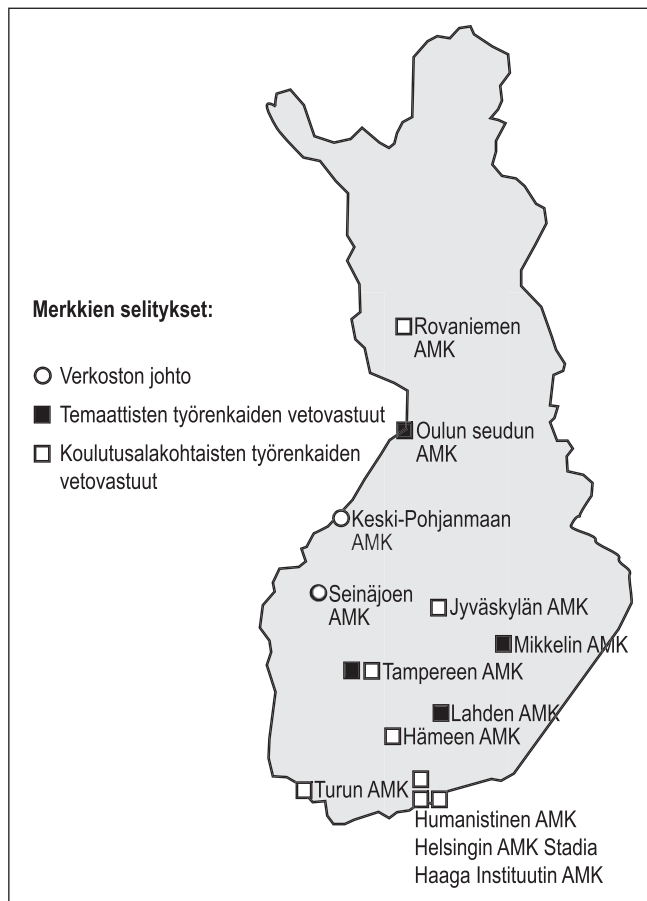 Merkkien selitykset:
Verkoston johto
Temaattisten työrenkaiden vetovastuut
Koulutusalakohtaisten työrenkaiden
vetovastuut
Rovaniemen
AMK
Oulun seudun
AMK
Keski-Pohjanmaan
AMK
Seinäjoen
AMK
Jyväskylän AMK
Mikkelin AMK
Tampereen AMK
Lahden AMK
Hämeen AMK
Turun AMK
Humanistinen AMK
Helsingin AMK Stadia
Haaga Instituutin AMK